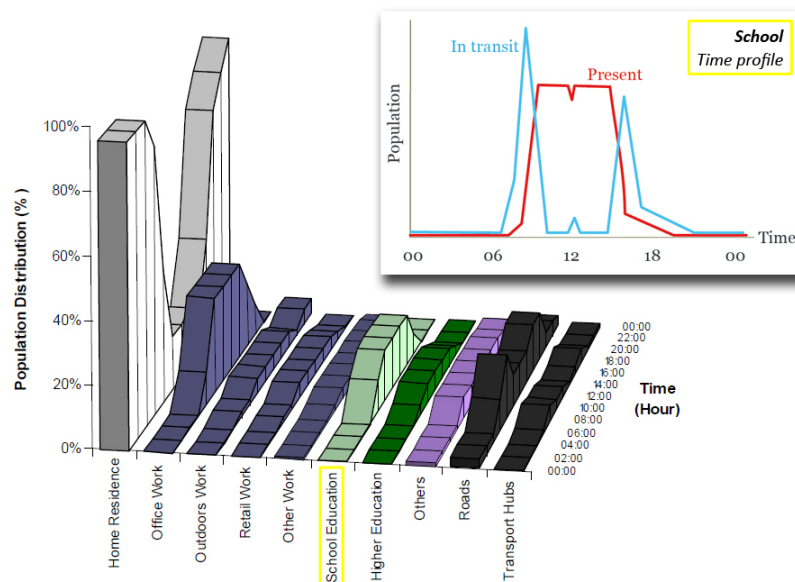 School
Time profile
In transit
Present
Population
Time
00 06 12 18 00
Population Distribution (% )
100%
80%
60%
40%
20%
0%
Home Residence
Office Work
Outdoors Work
Retail Work
Other Work
School Education
Higher Education
Others
Roads
Transport Hubs
00:00
22:00
20:00
18:00
16:00
14:00
12:00
10:00
08:00
06:00
04:00
02:00
00:00
Time
(Hour)